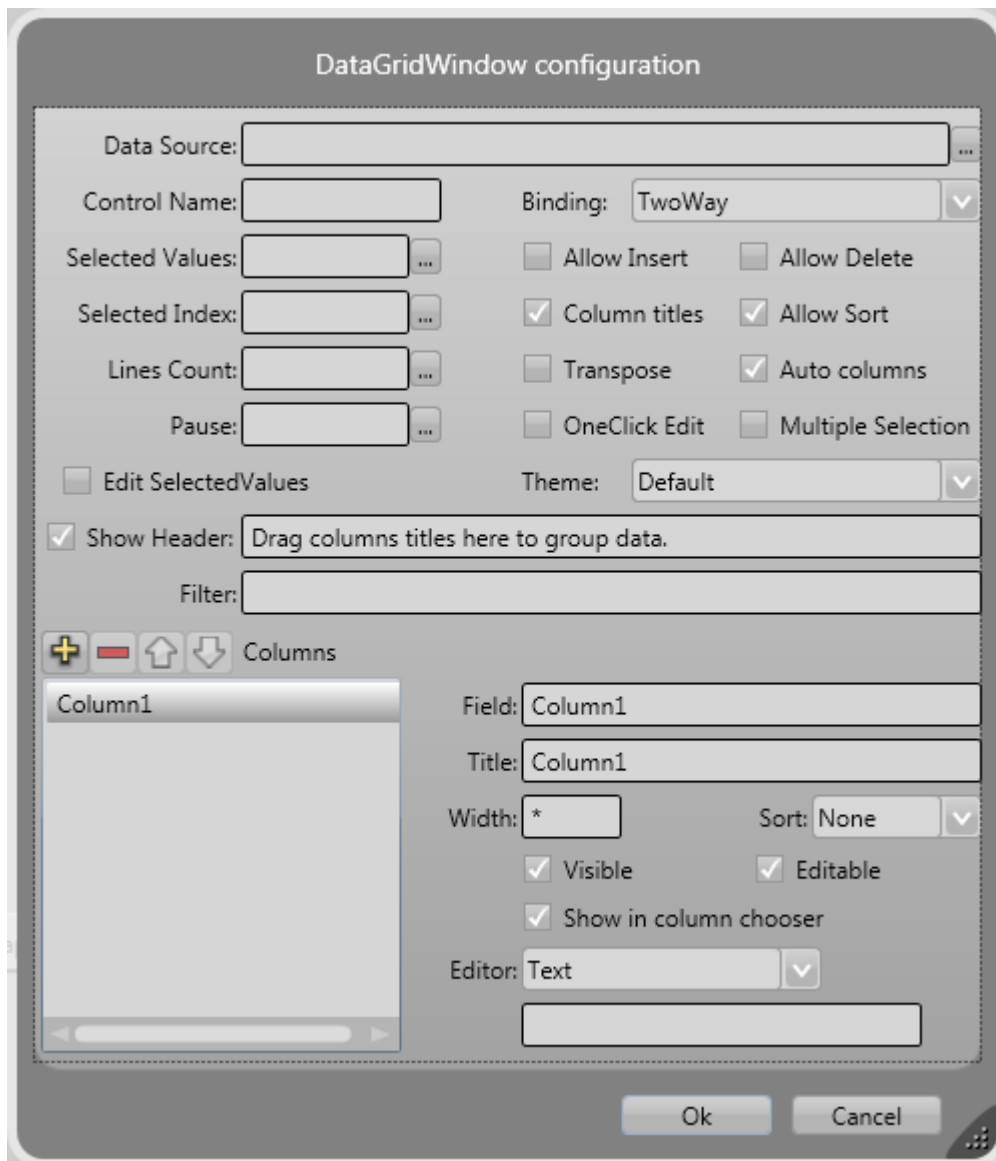 DataGridWindow configuration
Data Source: ...
Control Name: Binding: TwoWay
Selected Values: ... Allow Insert Allow Delete
Selected Index: ... Column titles Allow Sort
Lines Count: ... Transpose Auto columns
Pause: ... OneClick Edit Multiple Selection
Edit SelectedValues Theme: Default
Show Header: Drag columns titles here to group data.
Filter:
Columns
Column1 Field: Column1
Title: Column1
Width: * Sort: None
Visible Editable
Show in column chooser
Editor: Text
Ok Cancel